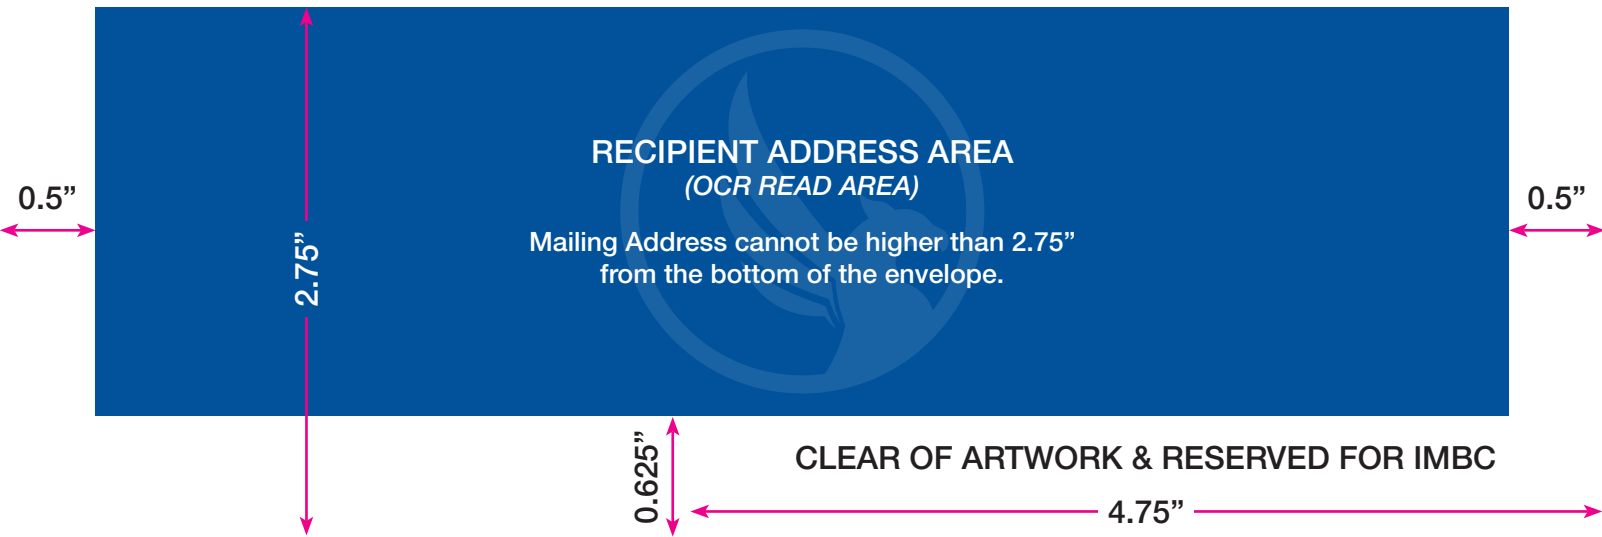 RECIPIENT ADDRESS AREA
(OCR READ AREA)
0.5”
0.5”
2.75”
Mailing Address cannot be higher than 2.75”
from the bottom of the envelope.
0.625”
CLEAR OF ARTWORK & RESERVED FOR IMBC
4.75”